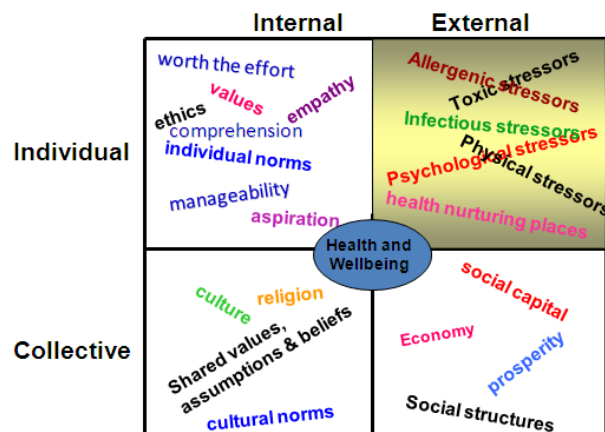 Internal
External
Individual
Collective
worth the effort
values
empathy
ethics
comprehension
individual norms
manageability
aspiration
Allergenic stressors
Toxic stressors
Infectious stressors
Physical stressors
Psychological stressors
health nurturing places
Health and
Wellbeing
culture
religion
Shared values,
assumptions & beliefs
cultural norms
social capital
Economy
prosperity
Social structures